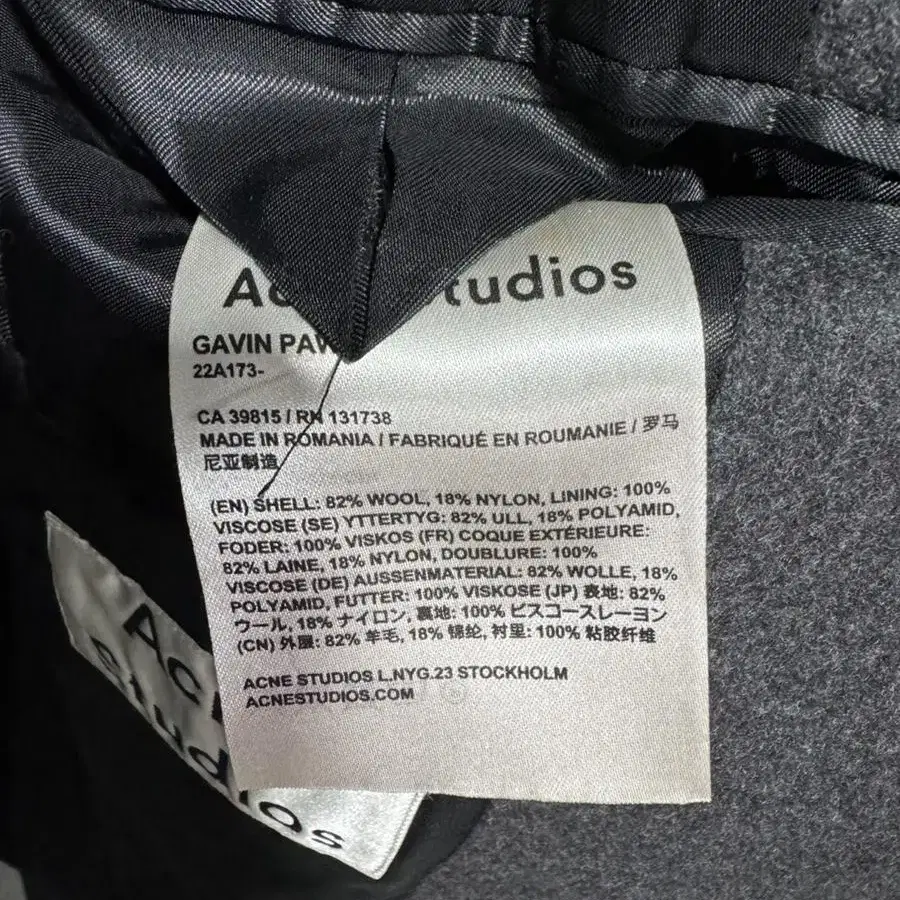 Studios
GAVIN
22A173-
CA 39815 / RN 131738
MADE IN ROMANIA / FABRIQUÉ EN ROUMANIE / 罗马
尼亚制造
(EN) SHELL: 82% WOOL, 18% NYLON, LINING: 100%
VISCOSE (SE) YTTERTYG: 82% ULL, 18% POLYAMID,
FODER: 100% VISKOS (FR) COQUE EXTÉRIEURE:
82% LAINE, 18% NYLON, DOUBLURE: 100%
VISCOSE (DE) AUSSENMATERIAL: 82% WOLLE, 18%
POLYAMID, FUTTER: 100% VISKOSE (JP) 表地: 82%
ウール, 18% ナイロン, 裏地: 100% ビスコースレーヨン
(CN) 外服: 82% 羊毛, 18% 锦纶, 衬里: 100% 粘胶纤维
ACNE STUDIOS L.NYG.23 STOCKHOLM
ACNESTUDIOS.COM
Studios